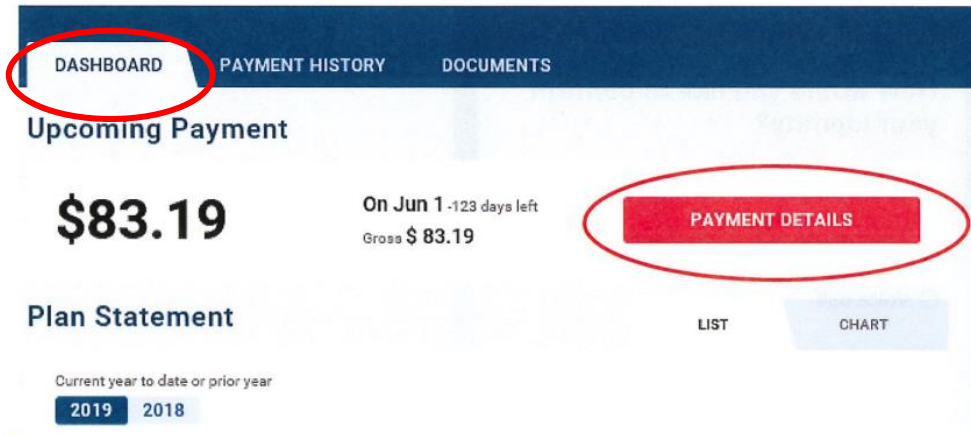 DASHBOARD PAYMENT HISTORY DOCUMENTS
Upcoming Payment
$83.19
On Jun 1 -123 days left
Gross $ 83.19
PAYMENT DETAILS
Plan Statement
LIST CHART
Current year to date or prior year
2019 2018